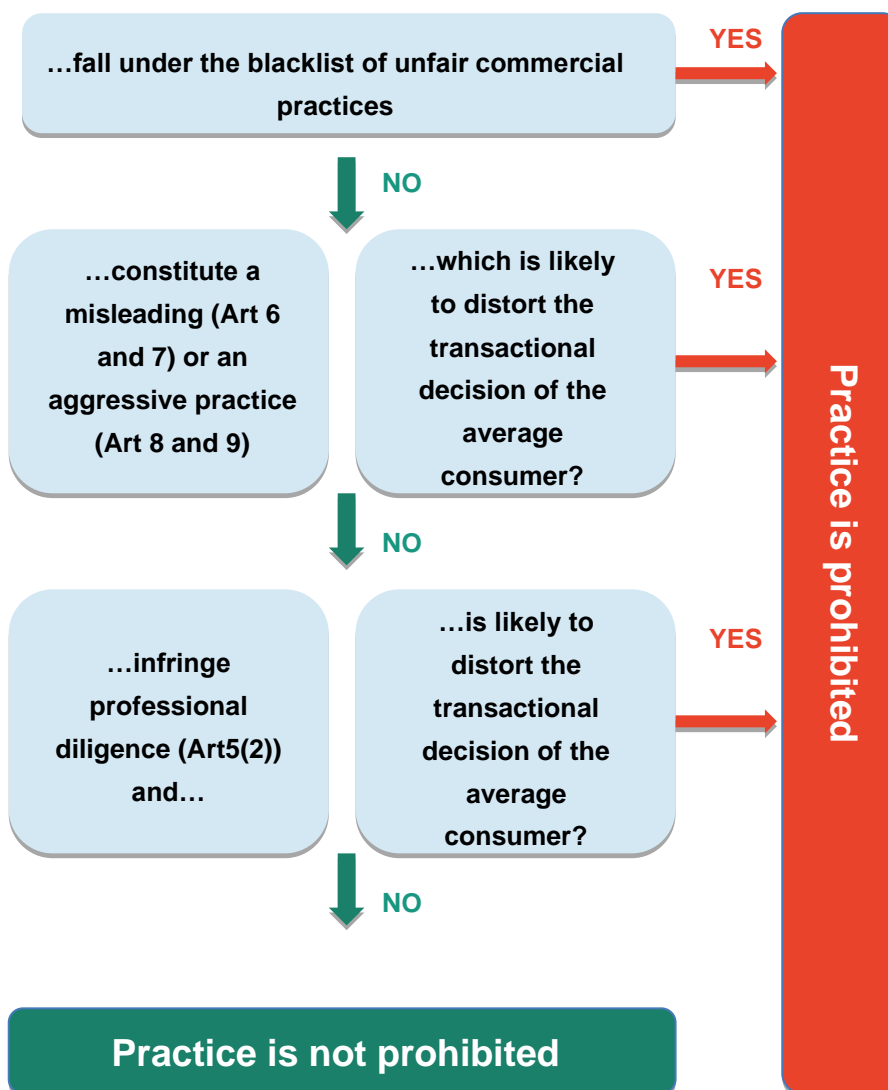 …fall under the blacklist of unfair commercial
practices
YES
NO
…constitute a
misleading (Art 6
and 7) or an
aggressive practice
(Art 8 and 9)
…which is likely
to distort the
transactional
decision of the
average
consumer?
YES
NO
…infringe
professional
diligence (Art5(2))
and…
…is likely to
distort the
transactional
decision of the
average
consumer?
YES
NO
Practice is not prohibited
Practice is prohibited